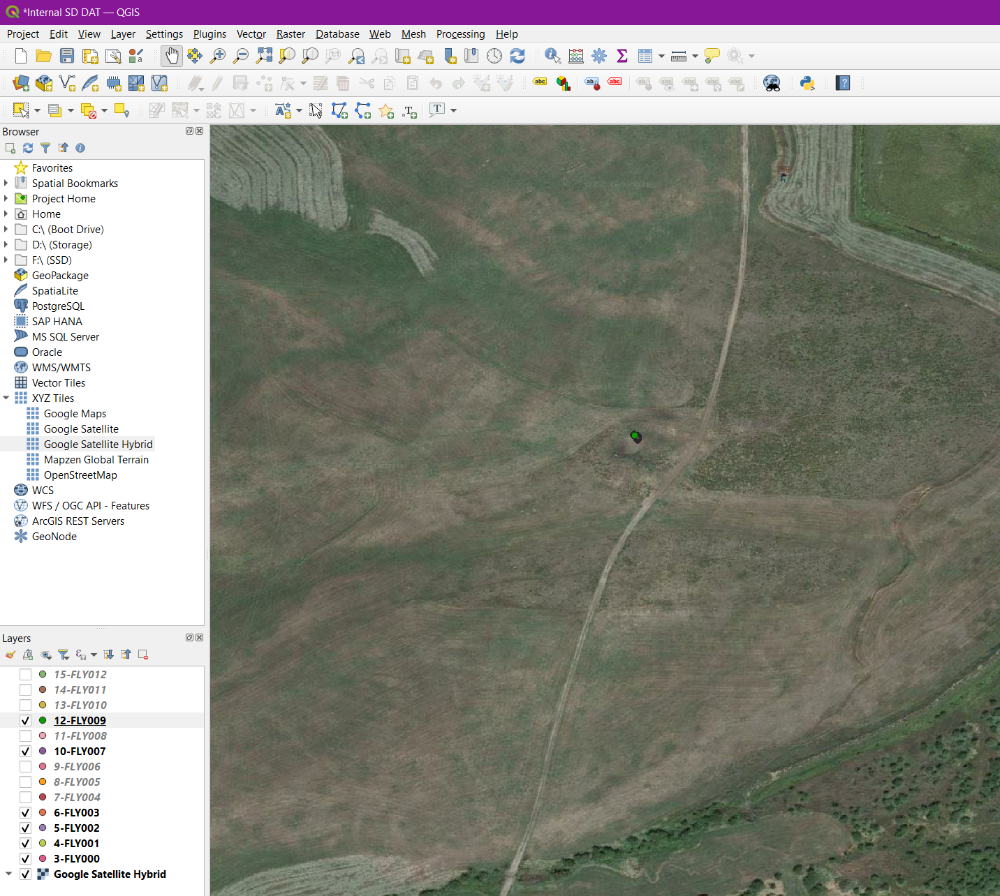 *Internal SD DAT — QGIS
Project Edit View Layer Settings Plugins Vector Raster Database Web Mesh Processing Help
Browser
Favorites
Spatial Bookmarks
Project Home
Home
C:\ (Boot Drive)
D:\ (Storage)
F:\ (SSD)
GeoPackage
SpatiaLite
PostgreSQL
SAP HANA
MS SQL Server
Oracle
WMS/WMTS
Vector Tiles
XYZ Tiles
Google Maps
Google Satellite
Google Satellite Hybrid
Mapzen Global Terrain
OpenStreetMap
WCS
WFS / OGC API - Features
ArcGIS REST Servers
GeoNode
Layers
15-FLY012
14-FLY011
13-FLY010
12-FLY009
11-FLY008
10-FLY007
9-FLY006
8-FLY005
7-FLY004
6-FLY003
5-FLY002
4-FLY001
3-FLY000
Google Satellite Hybrid